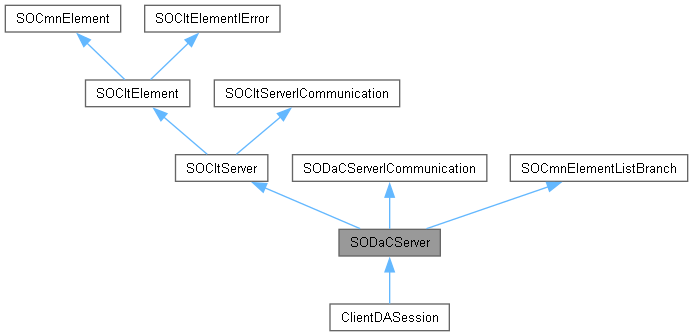 SOCmnElement
SOCltElementIError
SOCltElement
SOCltServerICommunication
SOCltServer
SODaCServerICommunication
SOCmnElementListBranch
SODaCServer
ClientDASession